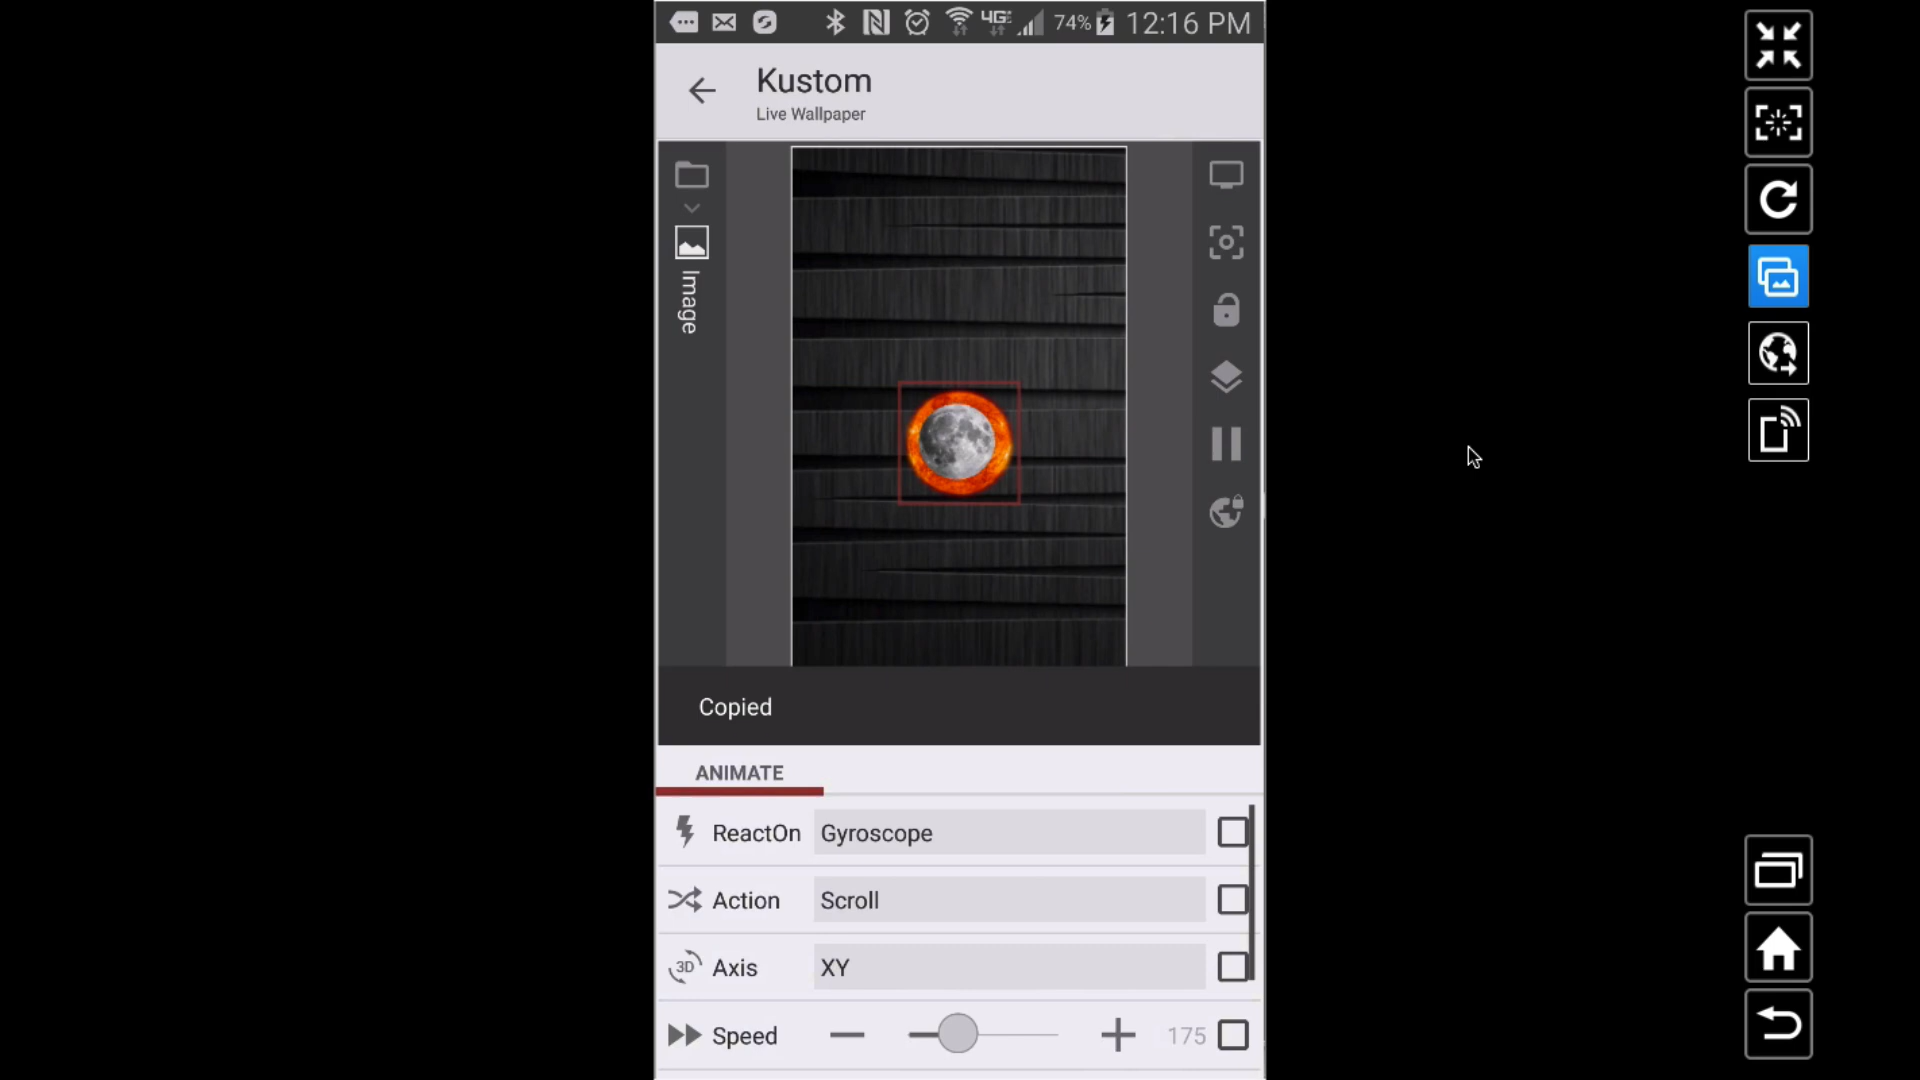 4G 74% 12:16 PM
Kustom
Live Wallpaper
Image
Copied
ANIMATE
ReactOn Gyroscope
Action Scroll
3D Axis XY
Speed 175